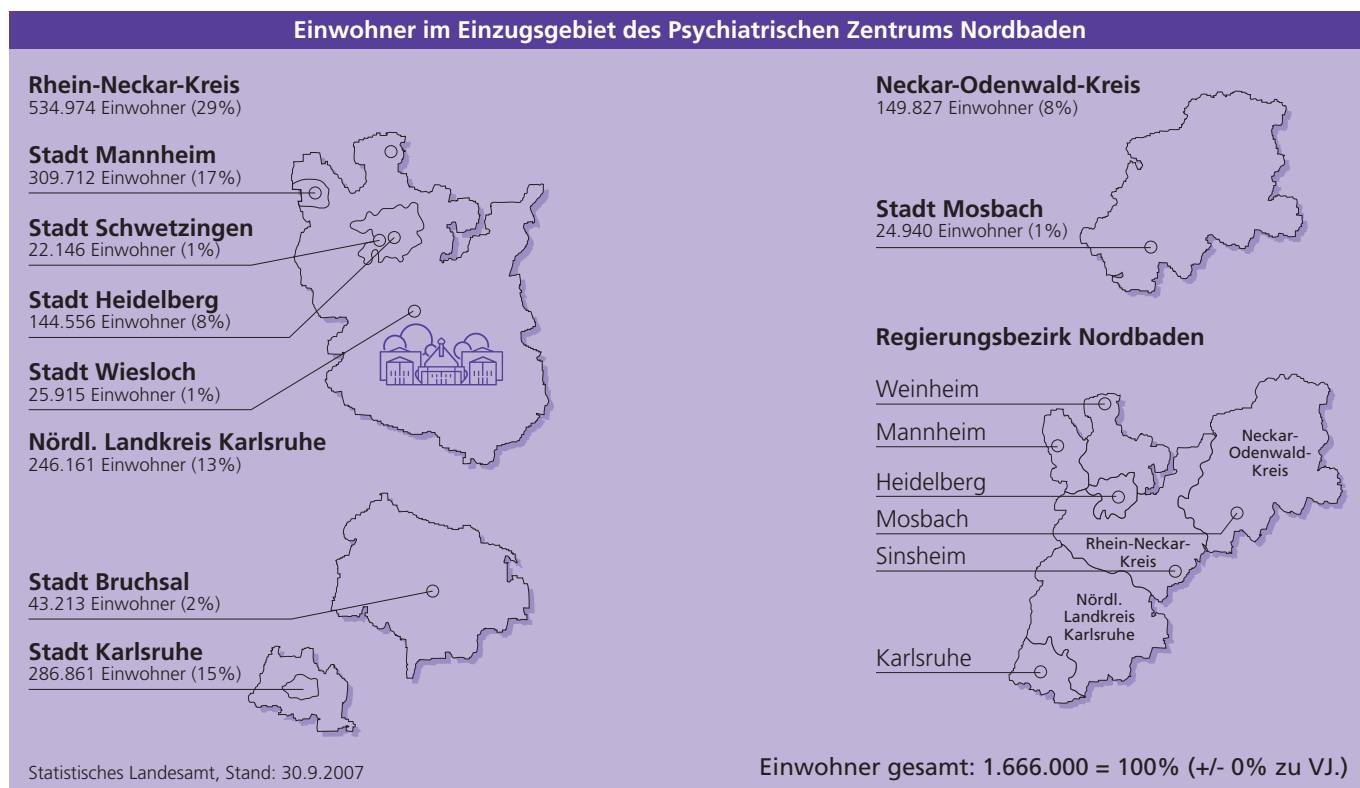 Einwohner im Einzugsgebiet des Psychiatrischen Zentrums Nordbaden
Rhein-Neckar-Kreis
534.974 Einwohner (29%)
Stadt Mannheim
309.712 Einwohner (17%)
Stadt Schwetzingen
22.146 Einwohner (1%)
Stadt Heidelberg
144.556 Einwohner (8%)
Stadt Wiesloch
25.915 Einwohner (1%)
Nördl. Landkreis Karlsruhe
246.161 Einwohner (13%)
Stadt Bruchsal
43.213 Einwohner (2%)
Stadt Karlsruhe
286.861 Einwohner (15%)
Neckar-Odenwald-Kreis
149.827 Einwohner (8%)
Stadt Mosbach
24.940 Einwohner (1%)
Regierungsbezirk Nordbaden
Weinheim
Mannheim
Heidelberg
Mosbach
Sinsheim
Karlsruhe
Neckar-
Odenwald-
Kreis
Rhein-Neckar-
Kreis
Nördl.
Landkreis
Karlsruhe
Statistisches Landesamt, Stand: 30.9.2007
Einwohner gesamt: 1.666.000 = 100% (+/- 0% zu VJ.)